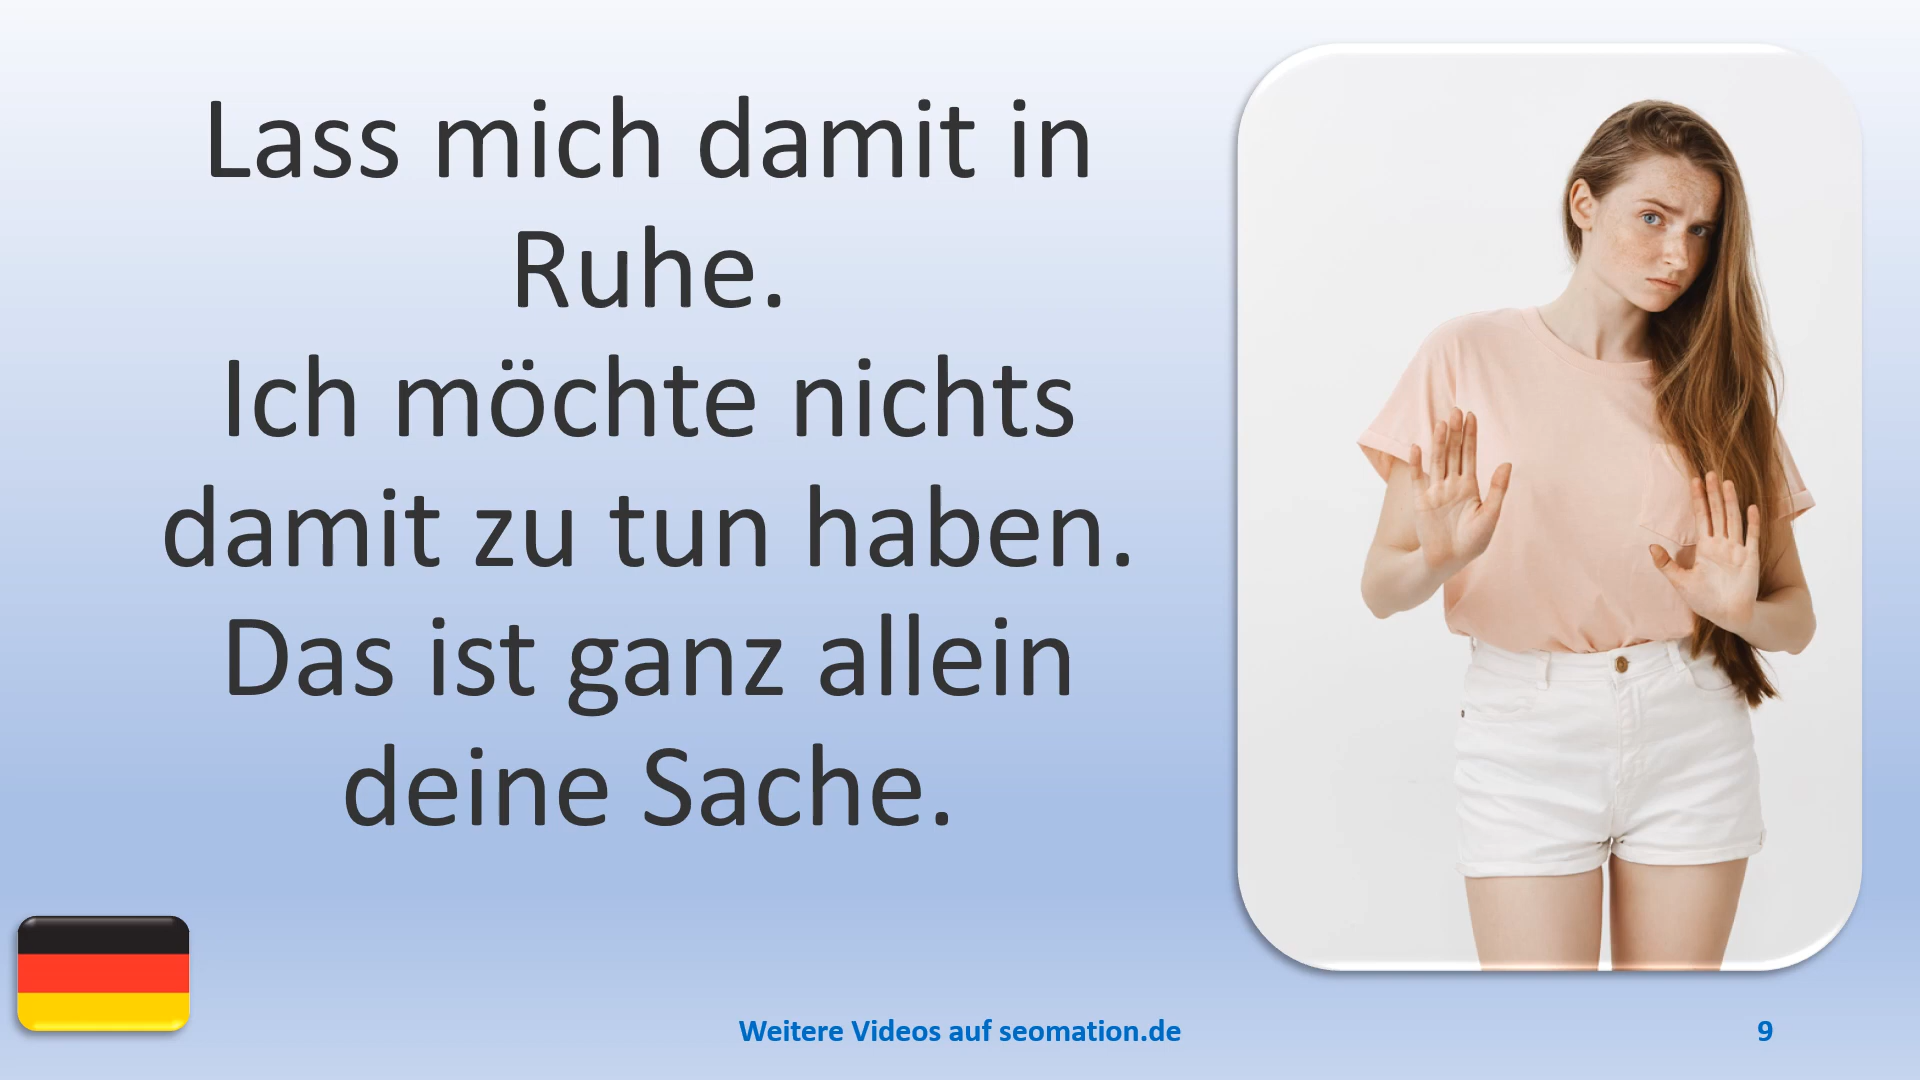 Lass mich damit in
Ruhe.
Ich möchte nichts
damit zu tun haben.
Das ist ganz allein
deine Sache.
Weitere Videos auf seomation.de
9